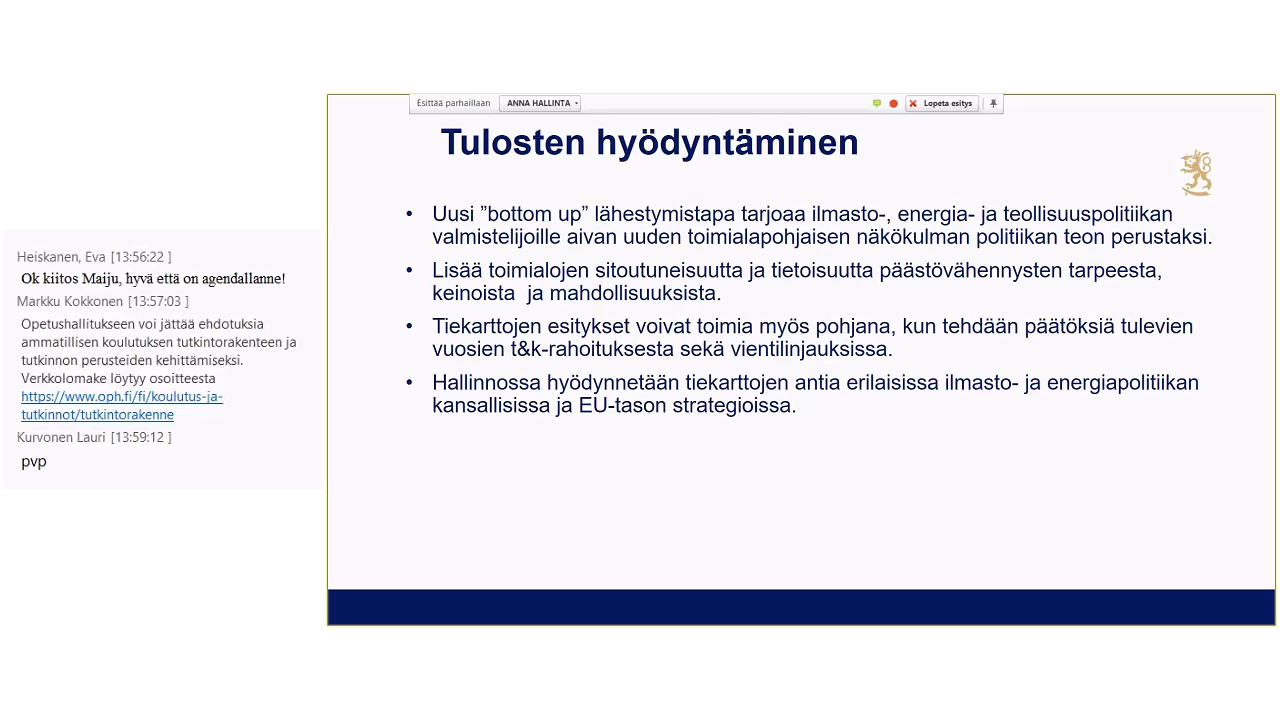 Heiskanen, Eva [13:56:22 ]
Ok kiitos Maiju, hyvä että on agendallanne!
Markku Kokkonen [13:57:03 ]
Opetushallitukseen voi jättää ehdotuksia
ammatillisen koulutuksen tutkintorakenteen ja
tutkinnon perusteiden kehittämiseksi.
Verkkolomake löytyy osoitteesta
https://www.oph.fi/fi/koulutus-ja-
tutkinnot/tutkintorakenne
Kurvonen Lauri [13:59:12 ]
pvp
Esittää parhaillaan ANNA HALLINTA Lopeta esitys
Tulosten hyödyntäminen
• Uusi ”bottom up” lähestymistapa tarjoaa ilmasto-, energia- ja teollisuuspolitiikan
valmistelijoille aivan uuden toimialapohjaisen näkökulman politiikan teon perustaksi.
• Lisää toimialojen sitoutuneisuutta ja tietoisuutta päästövähennysten tarpeesta,
keinoista ja mahdollisuuksista.
• Tiekarttojen esitykset voivat toimia myös pohjana, kun tehdään päätöksiä tulevien
vuosien t&k-rahoituksesta sekä vientilinjauksissa.
• Hallinnossa hyödynnetään tiekarttojen antia erilaisissa ilmasto- ja energiapolitiikan
kansallisissa ja EU-tason strategioissa.